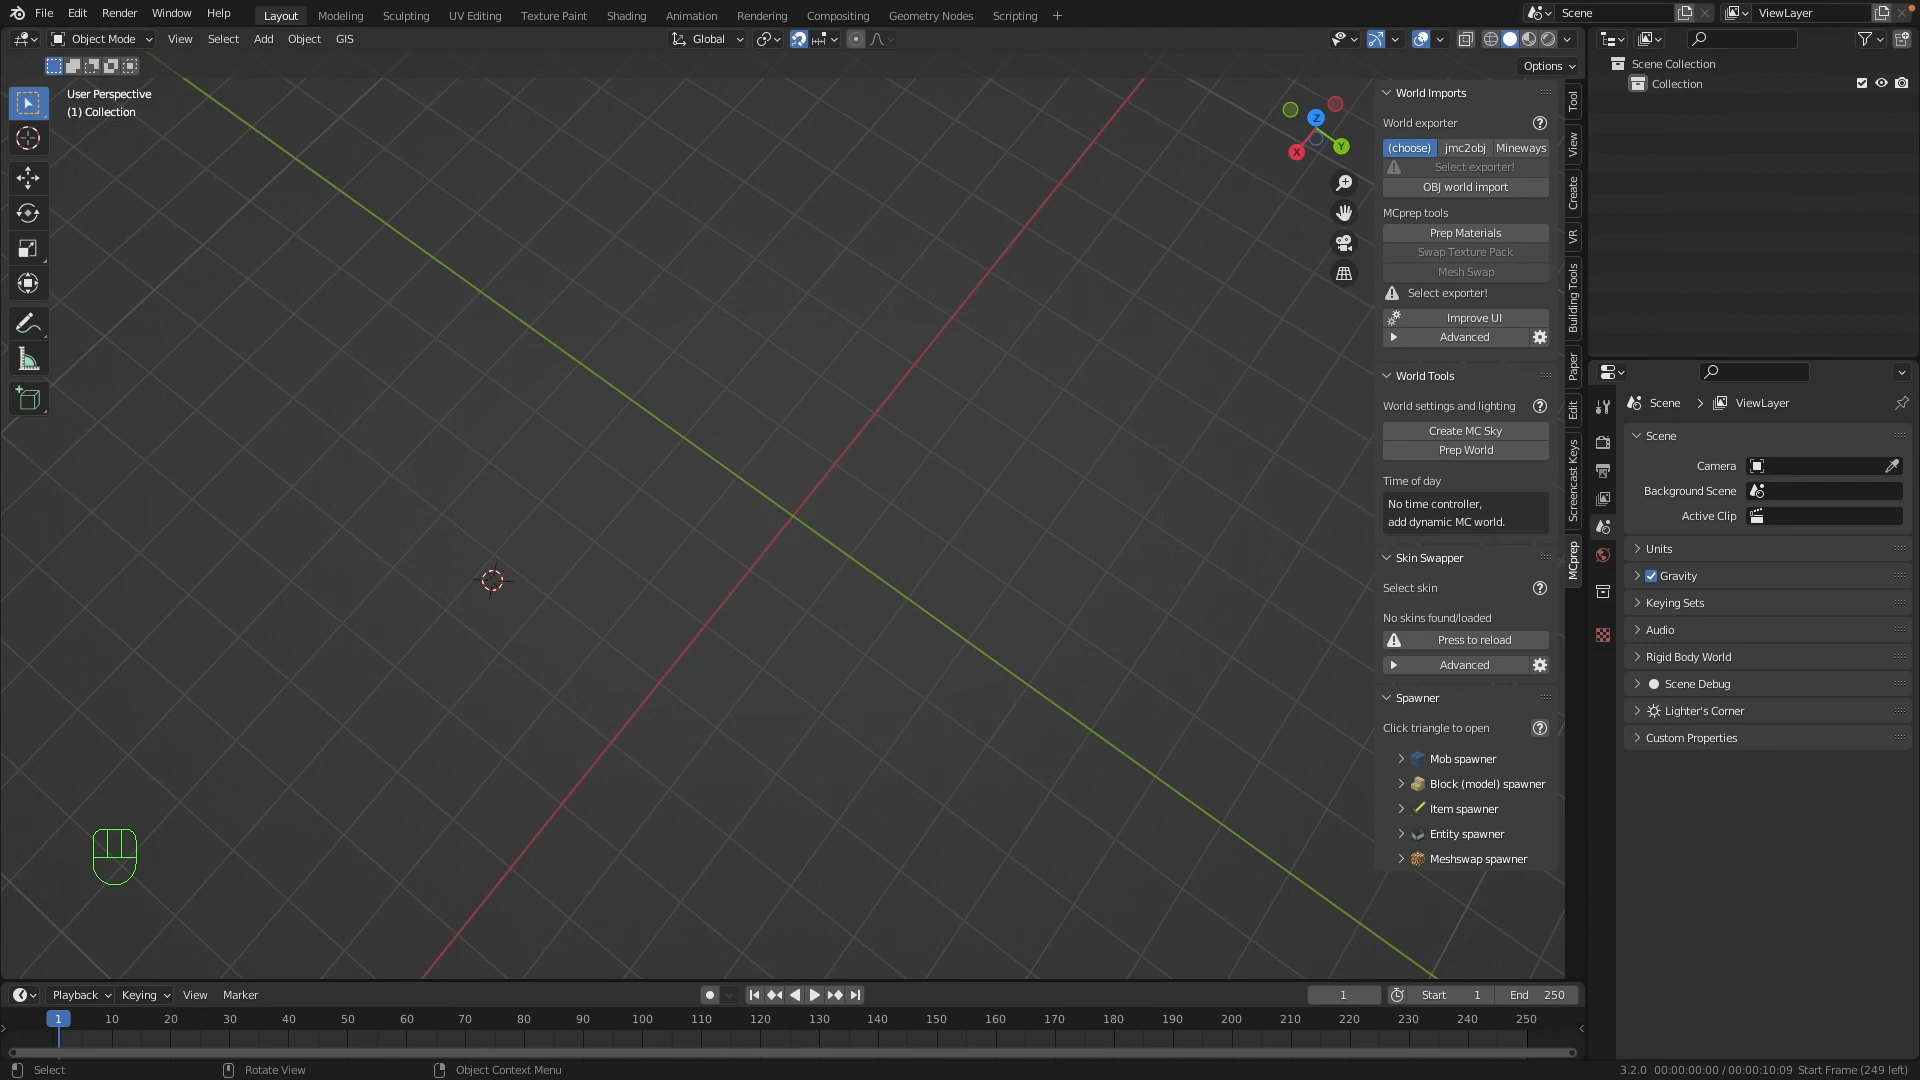 File Edit Render Window Help
Layout Modeling Sculpting UV Editing Texture Paint Shading Animation Rendering Compositing Geometry Nodes Scripting +
Scene
ViewLayer
Object Mode View Select Add Object GIS
Global
Options
User Perspective
(1) Collection
Z
Y
X
World Imports
World exporter ?
(choose) jmc2obj Mineways
Select exporter!
OBJ world import
MCprep tools
Prep Materials
Swap Texture Pack
Mesh Swap
Select exporter!
Improve UI
Advanced
World Tools
World settings and lighting ?
Create MC Sky
Prep World
Time of day
No time controller,
add dynamic MC world.
Skin Swapper
Select skin ?
No skins found/loaded
Press to reload
Advanced
Spawner
Click triangle to open ?
Mob spawner
Block (model) spawner
Item spawner
Entity spawner
Meshswap spawner
Tool
View
Create
VR
Building Tools
Paper
Edit
Screencast Keys
MCprep
Scene Collection
Collection
Scene > ViewLayer
Scene
Camera
Background Scene
Active Clip
Units
Gravity
Keying Sets
Audio
Rigid Body World
Scene Debug
Lighter's Corner
Custom Properties
Playback Keying View Marker
1 Start 1 End 250
1 10 20 30 40 50 60 70 80 90 100 110 120 130 140 150 160 170 180 190 200 210 220 230 240 250
Select Rotate View Object Context Menu
3.2.0 00:00:00:00 / 00:00:10:09 Start Frame (249 left)